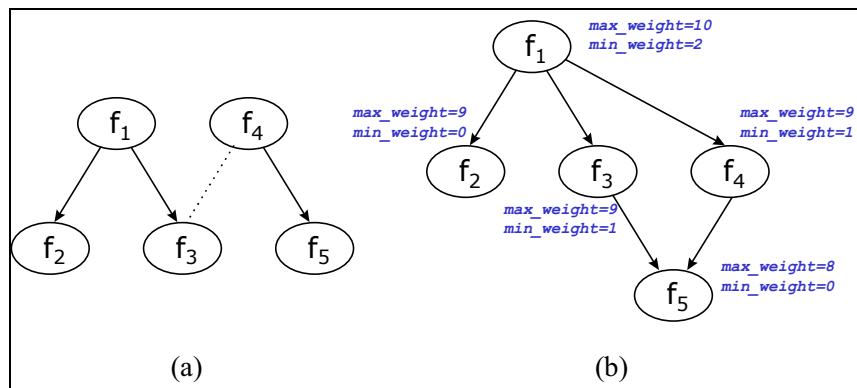 max_weight=10
min_weight=2
f1
max_weight=9
min_weight=0
max_weight=9
min_weight=1
f1
f4
f2
f3
f4
max_weight=9
min_weight=1
f2
f3
f5
max_weight=8
min_weight=0
f5
(a)
(b)